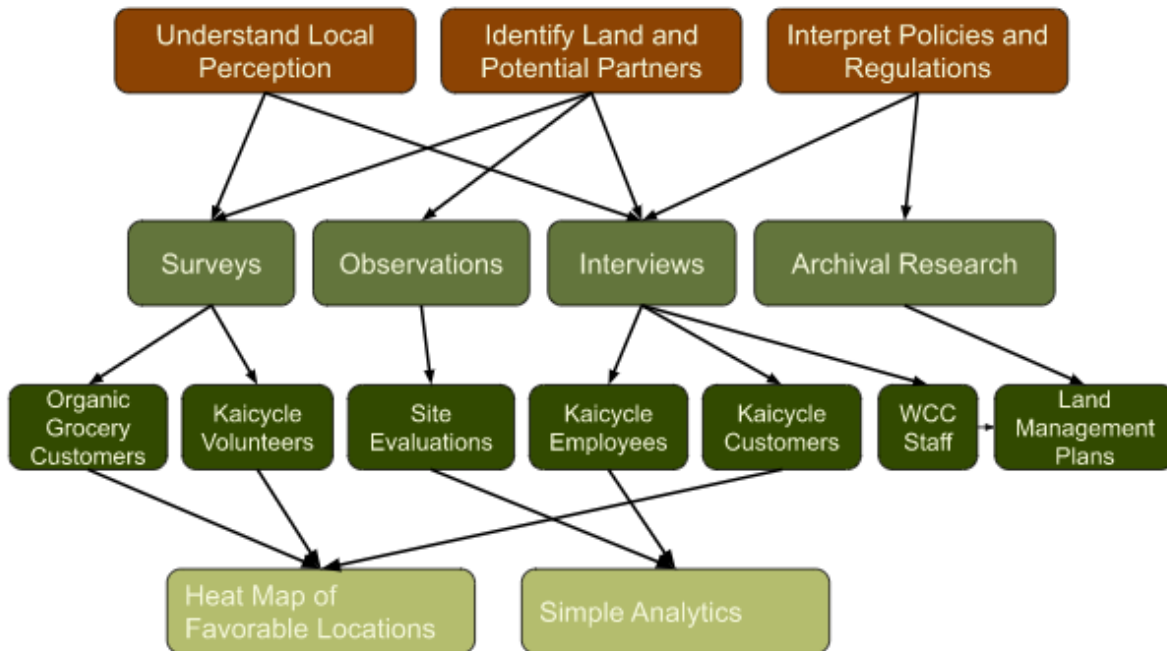 Understand Local
Perception
Identify Land and
Potential Partners
Interpret Policies and
Regulations
Surveys
Observations
Interviews
Archival Research
Organic
Grocery
Customers
Kaicycle
Volunteers
Site
Evaluations
Kaicycle
Employees
Kaicycle
Customers
WCC
Staff
Land
Management
Plans
Heat Map of
Favorable Locations
Simple Analytics